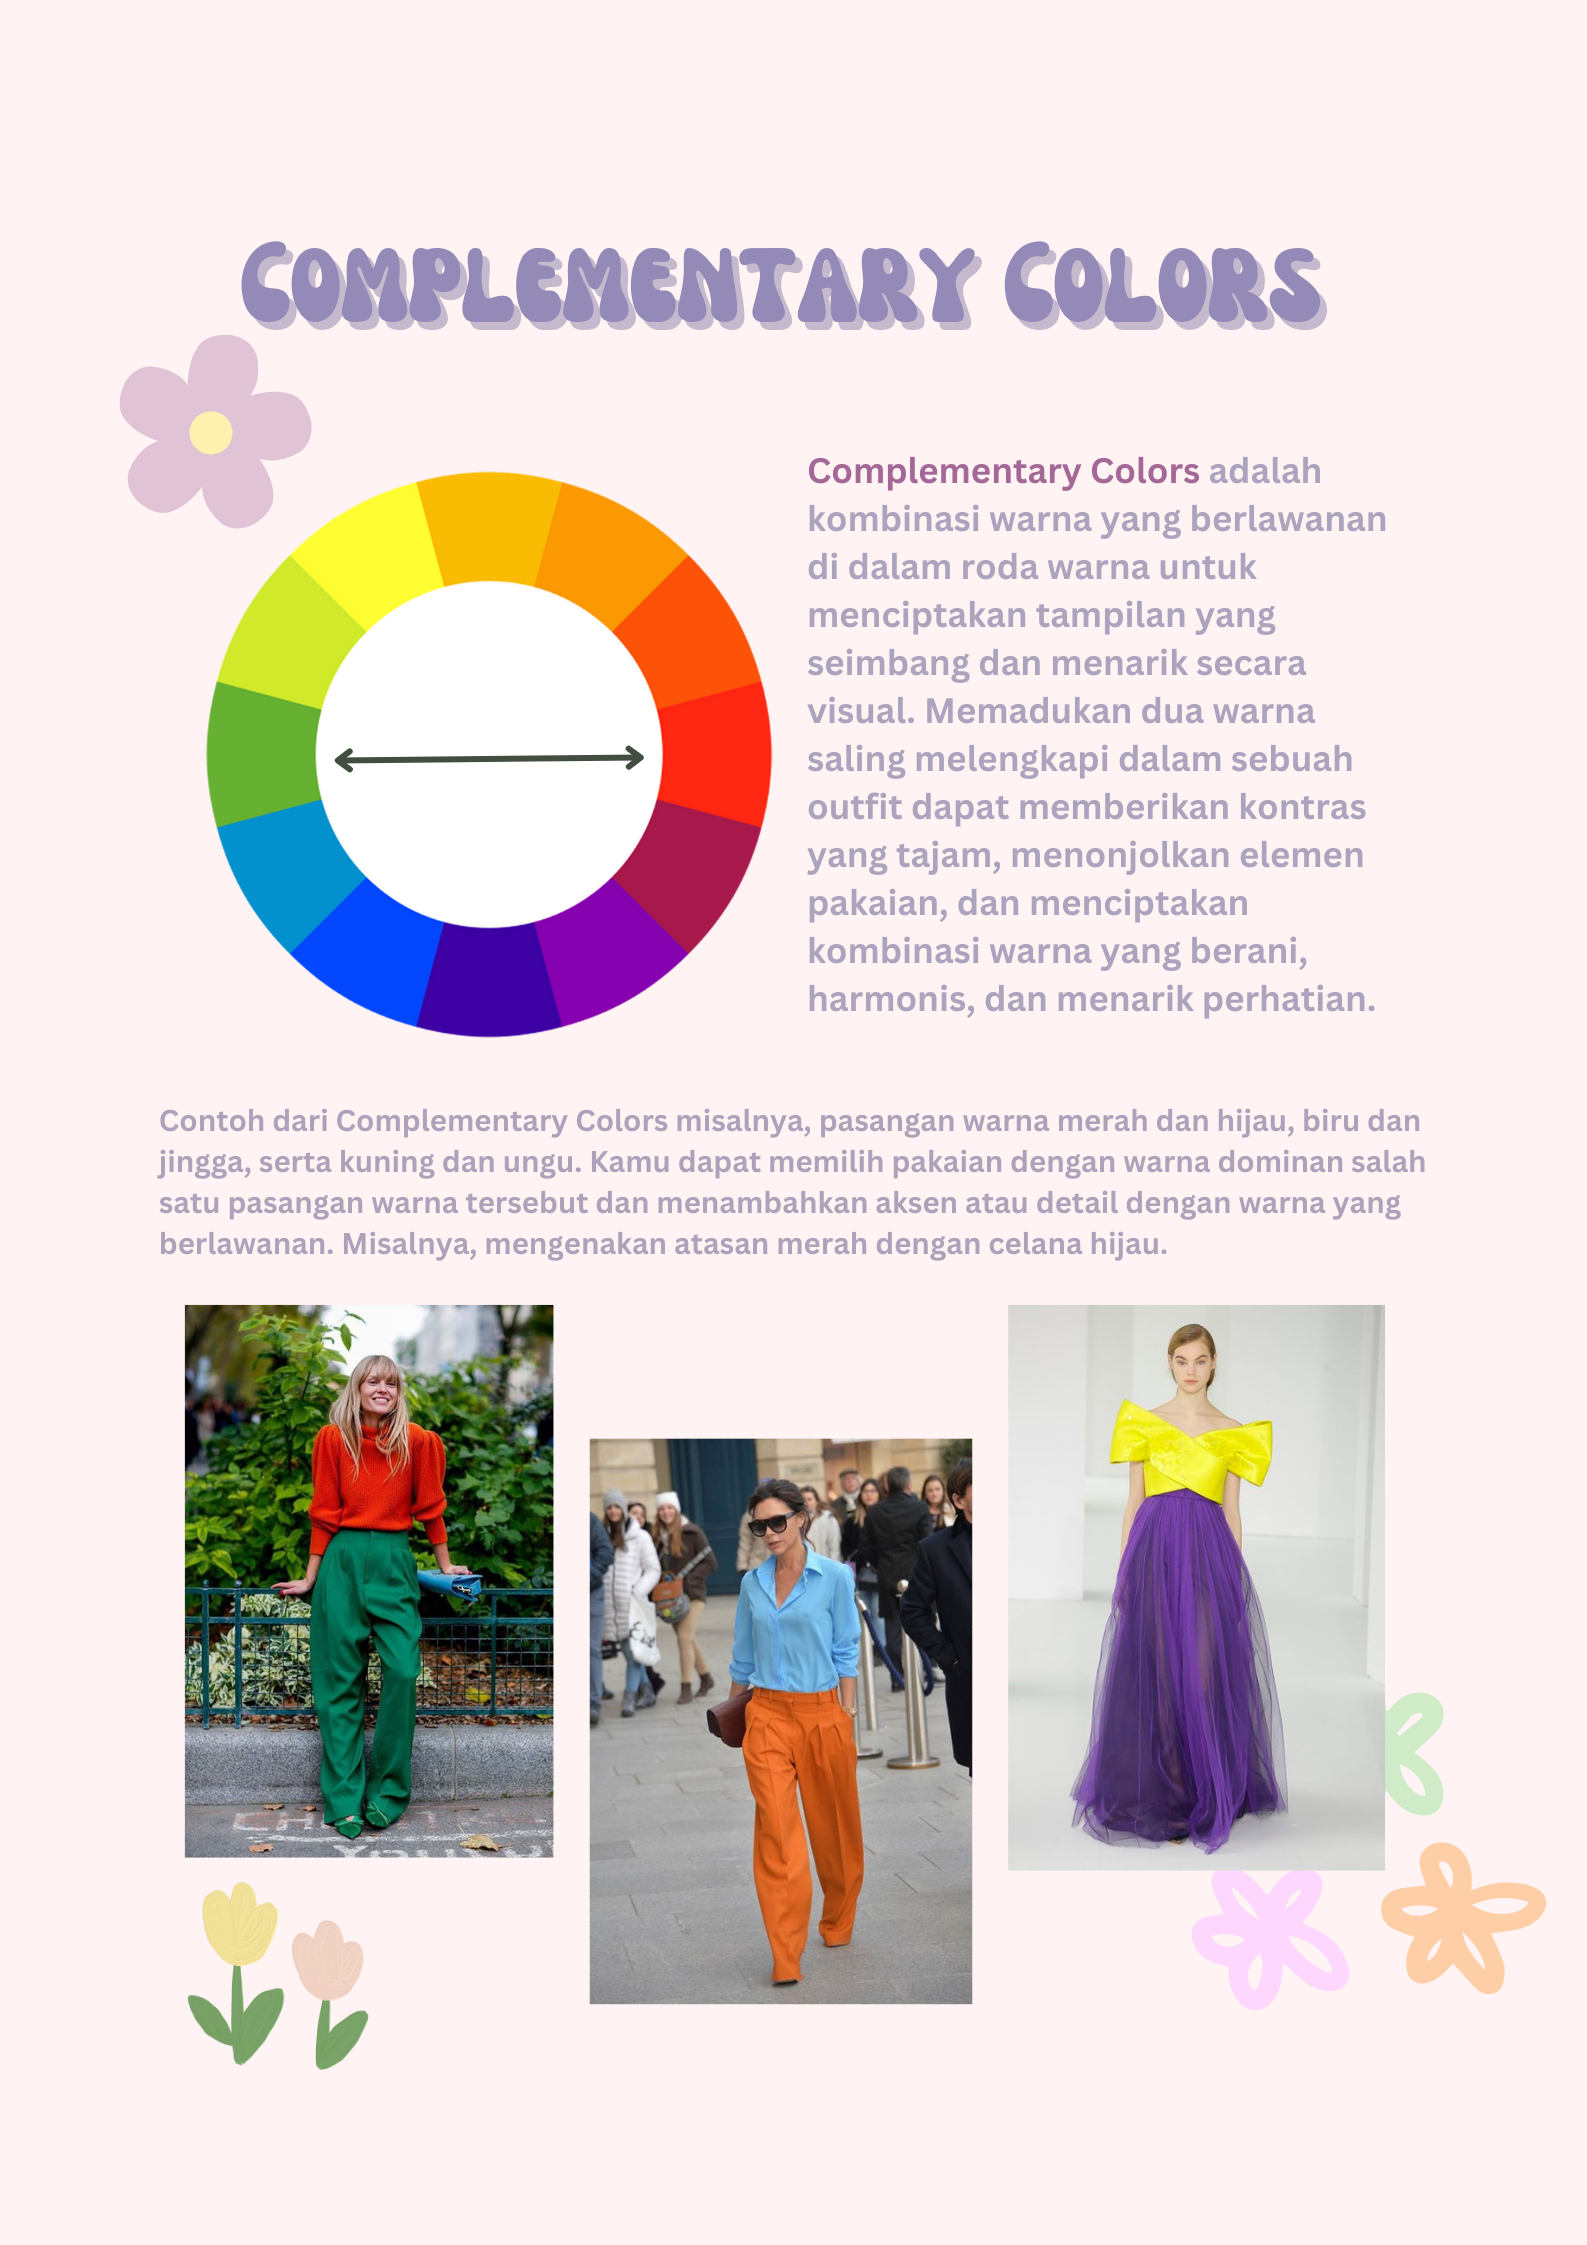 COMPLEMENTARY COLORS
Complementary Colors adalah
kombinasi warna yang berlawanan
di dalam roda warna untuk
menciptakan tampilan yang
seimbang dan menarik secara
visual. Memadukan dua warna
saling melengkapi dalam sebuah
outfit dapat memberikan kontras
yang tajam, menonjolkan elemen
pakaian, dan menciptakan
kombinasi warna yang berani,
harmonis, dan menarik perhatian.
Contoh dari Complementary Colors misalnya, pasangan warna merah dan hijau, biru dan
jingga, serta kuning dan ungu. Kamu dapat memilih pakaian dengan warna dominan salah
satu pasangan warna tersebut dan menambahkan aksen atau detail dengan warna yang
berlawanan. Misalnya, mengenakan atasan merah dengan celana hijau.